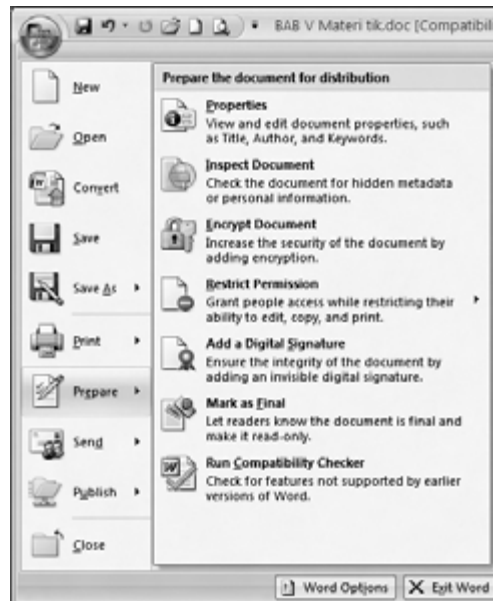 BAB V Materi tik.doc [Compatibili
New
Open
Convert
Save
Save As
Print
Prepare
Send
Publish
Close
Prepare the document for distribution
Properties
View and edit document properties, such
as Title, Author, and Keywords.
Inspect Document
Check the document for hidden metadata
or personal information.
Encrypt Document
Increase the security of the document by
adding encryption.
Restrict Permission
Grant people access while restricting their
ability to edit, copy, and print.
Add a Digital Signature
Ensure the integrity of the document by
adding an invisible digital signature.
Mark as Final
Let readers know the document is final and
make it read-only.
Run Compatibility Checker
Check for features not supported by earlier
versions of Word.
Word Options
Exit Word